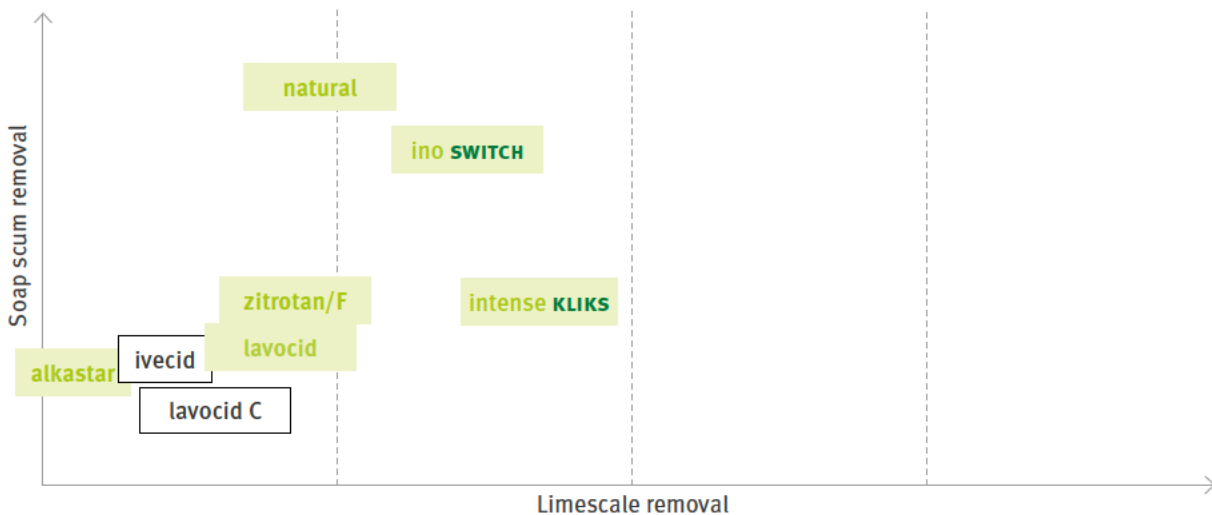 natural
ino SWITCH
Soap scum removal
zitrotan/F
intense KLIKS
lavocid
ivecid
alkastar
lavocid C
Limescale removal